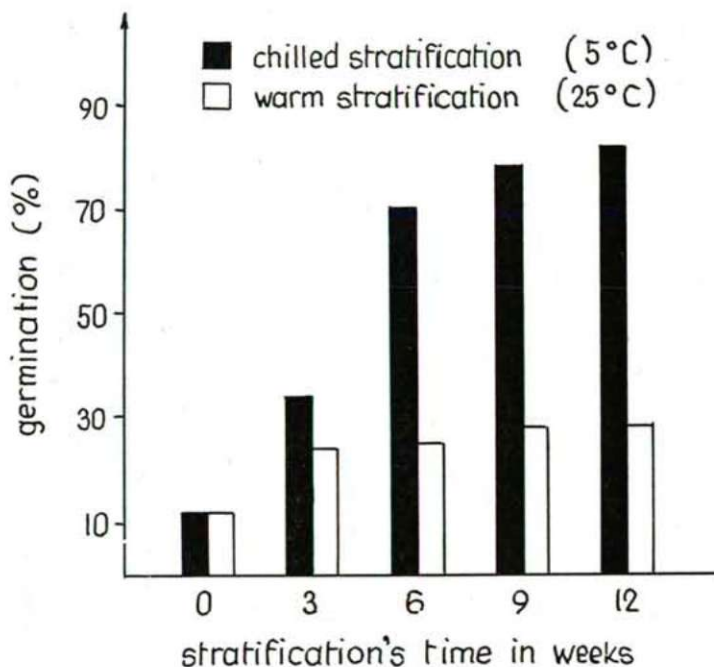 chilled stratification (5°C)
warm stratification (25°C)
germination (%)
90
70
50
30
10
0 3 6 9 12
stratification's time in weeks